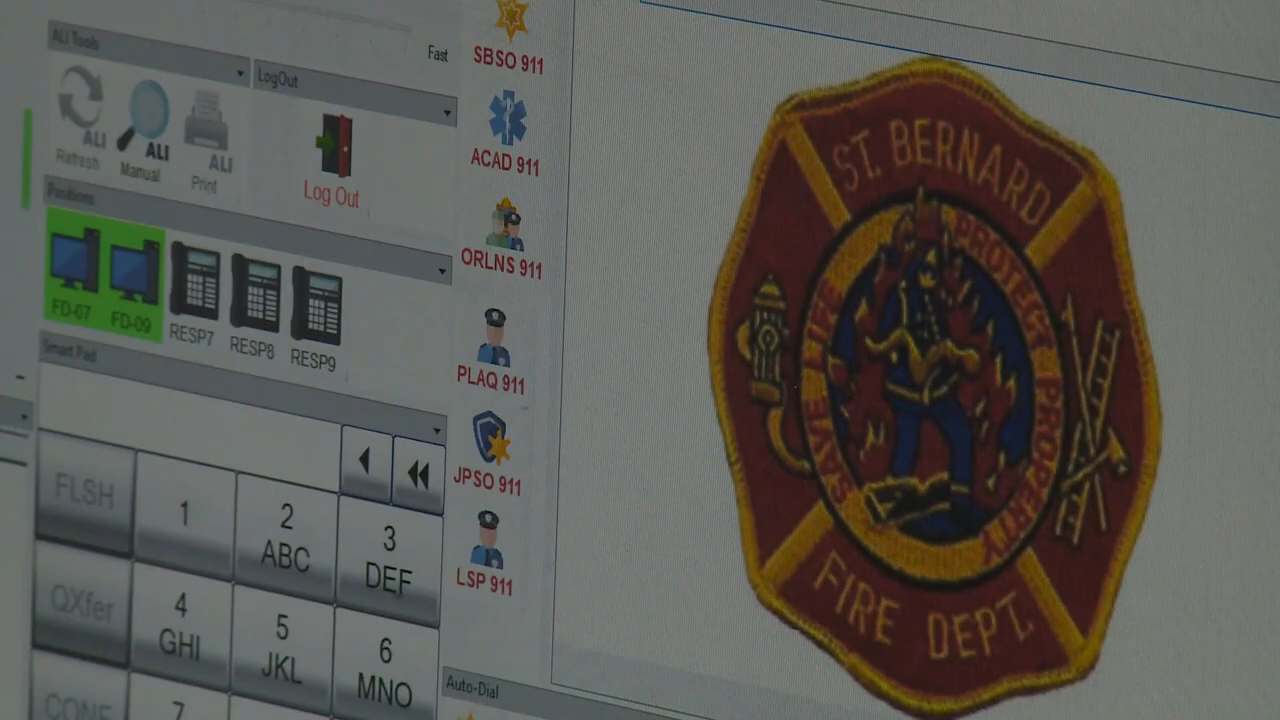 ALI Tools
Fast
LogOut
ALI
Refresh
ALI
Manual
ALI
Print
Log Out
Positions
FD-07
FD-09
RESP7
RESP8
RESP9
Smart Pad
FLSH
1
2
ABC
3
DEF
QXfer
4
GHI
5
JKL
6
MNO
CONF
7
SBSO 911
ACAD 911
ORLNS 911
PLAQ 911
JPSO 911
LSP 911
Auto-Dial
ST. BERNARD
SAVE LIFE
PROTECT PROPERTY
FIRE DEPT.